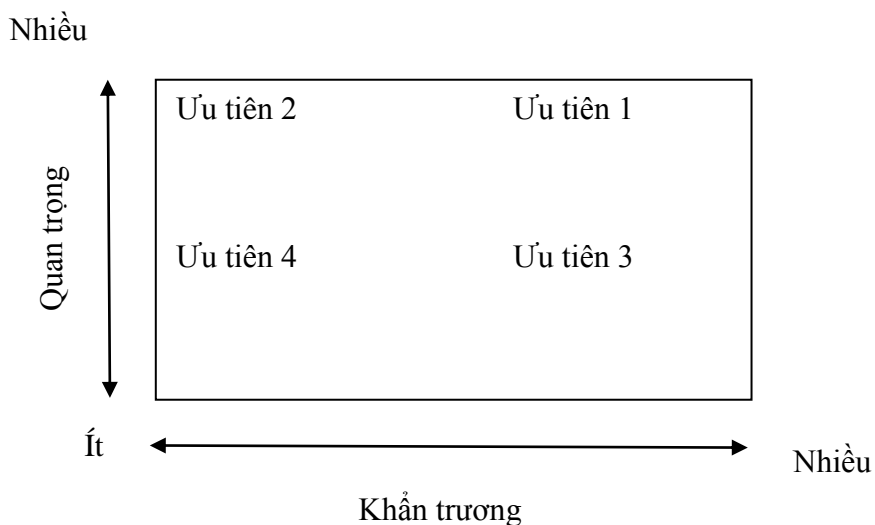 Nhiều
Ưu tiên 2
Ưu tiên 1
Quan trọng
Ưu tiên 4
Ưu tiên 3
Ít
Nhiều
Khẩn trương